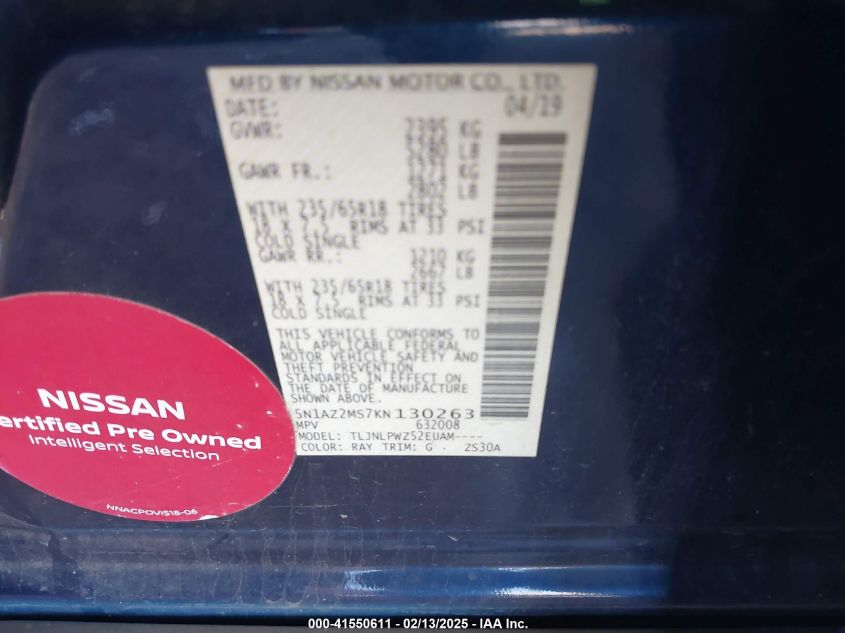 MFD BY NISSAN MOTOR CO., LTD.
DATE: 04/19
GVWR: 2395 KG
5280 LB
GAWR FR.: 1271 KG
2802 LB
WITH 235/65R18 TIRES
18 X 7.5 RIMS AT 33 PSI
COLD SINGLE
GAWR RR.: 1210 KG
2667 LB
WITH 235/65R18 TIRES
18 X 7.5 RIMS AT 33 PSI
COLD SINGLE
THIS VEHICLE CONFORMS TO
ALL APPLICABLE FEDERAL
MOTOR VEHICLE SAFETY AND
THEFT PREVENTION
STANDARDS IN EFFECT ON
THE DATE OF MANUFACTURE
SHOWN ABOVE.
5N1AZ2MS7KN130263
MPV 632008
MODEL: TLJNLPWZ52EUAM----
COLOR: RAY TRIM: G ZS30A
NISSAN
Certified Pre Owned
Intelligent Selection
NNACPOVIS18-06
000-41550611 - 02/13/2025 - IAA Inc.